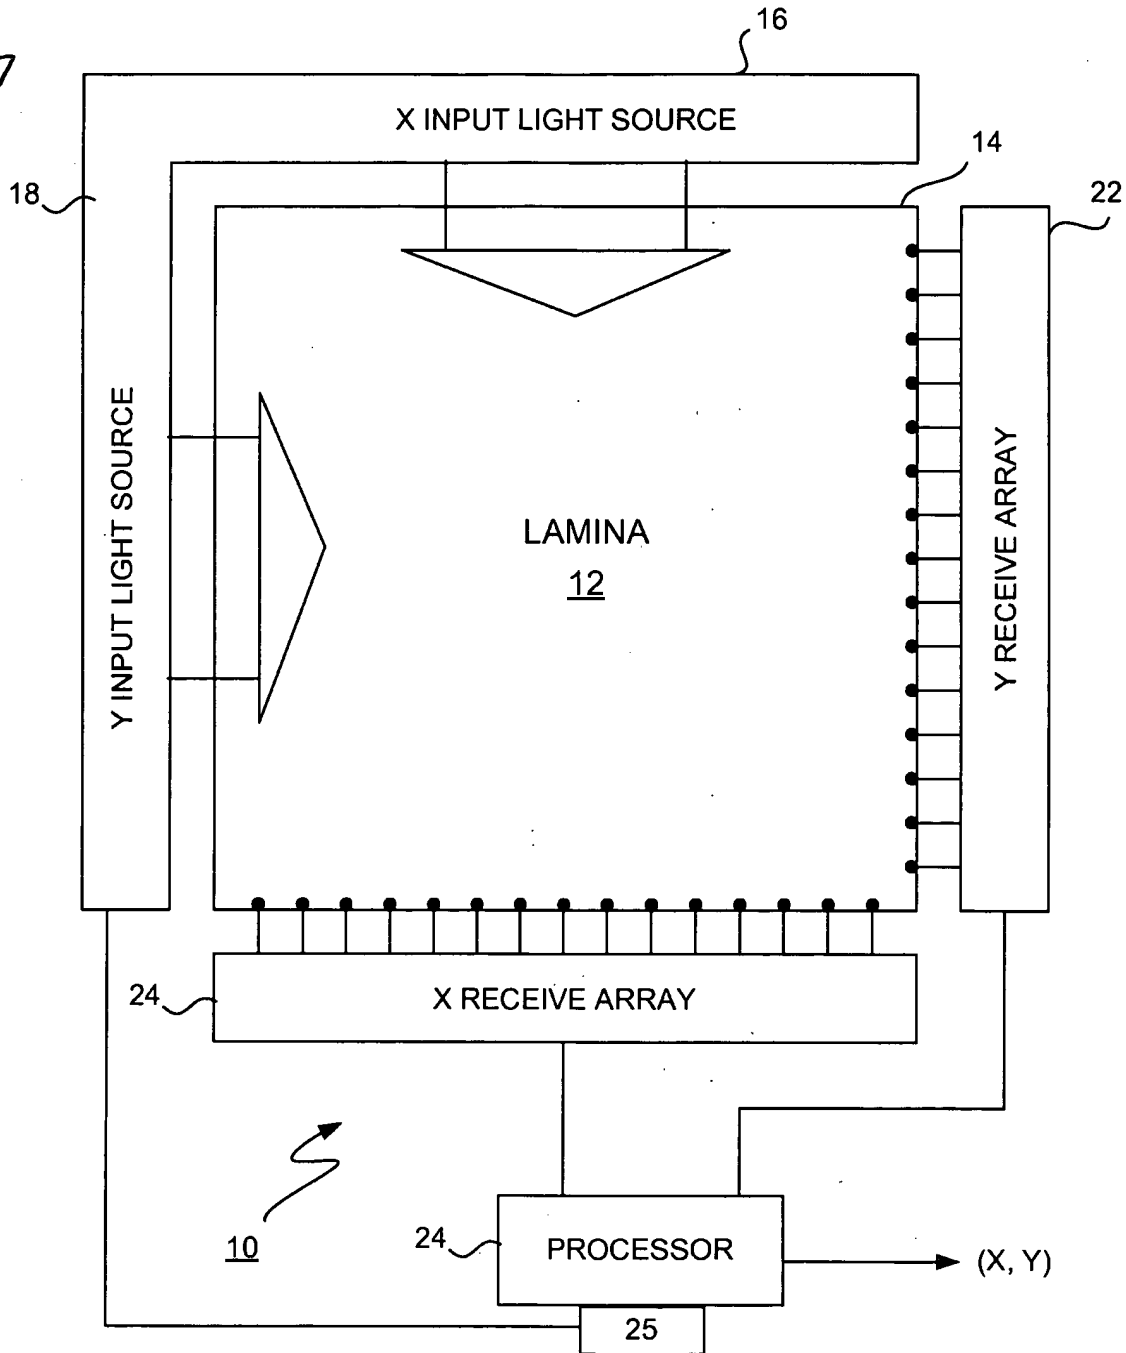 16
X INPUT LIGHT SOURCE
14
18
22
Y INPUT LIGHT SOURCE
LAMINA
12
Y RECEIVE ARRAY
24
X RECEIVE ARRAY
10
24
PROCESSOR
(X, Y)
25